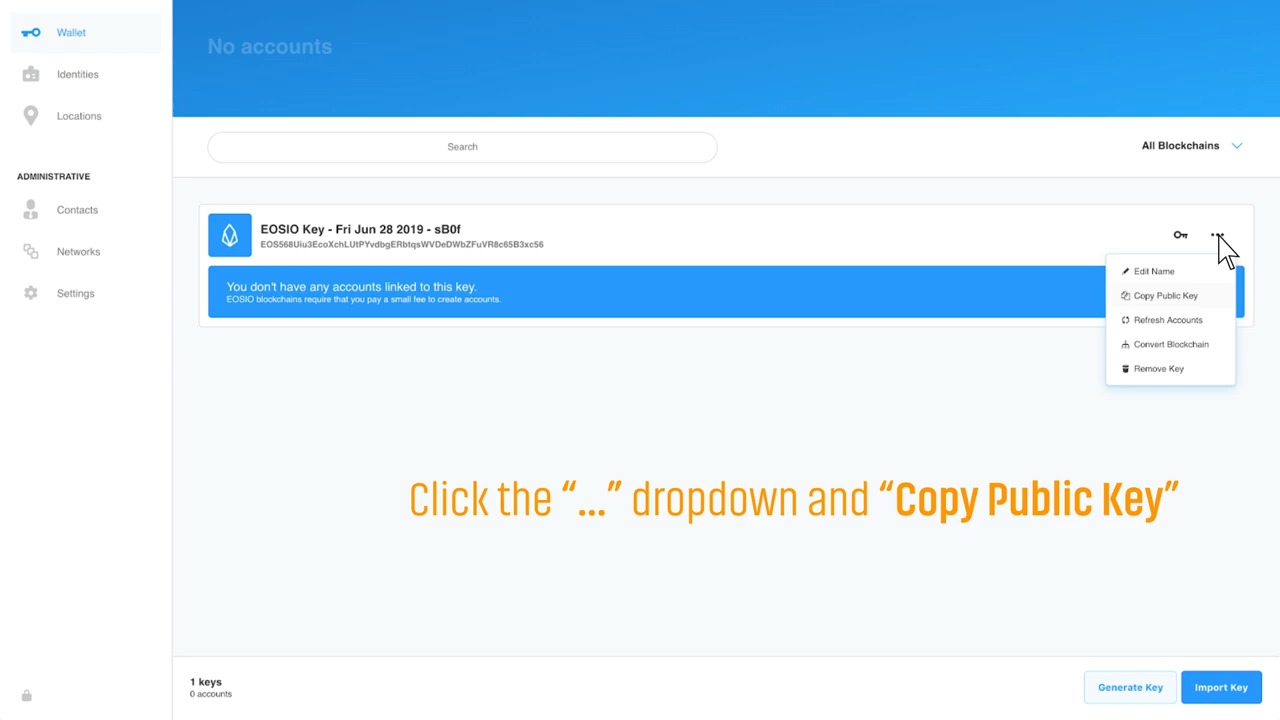 Wallet
Identities
Locations
ADMINISTRATIVE
Contacts
Networks
Settings
No accounts
Search
All Blockchains
EOSIO Key - Fri Jun 28 2019 - sB0f
EOS568Uiu3EcoXchLUtPYvdbgERbtqsWVDeDWbZFuVR8c65B3xc56
You don't have any accounts linked to this key.
EOSIO blockchains require that you pay a small fee to create accounts.
Edit Name
Copy Public Key
Refresh Accounts
Convert Blockchain
Remove Key
Click the “...” dropdown and “Copy Public Key”
1 keys
0 accounts
Generate Key
Import Key